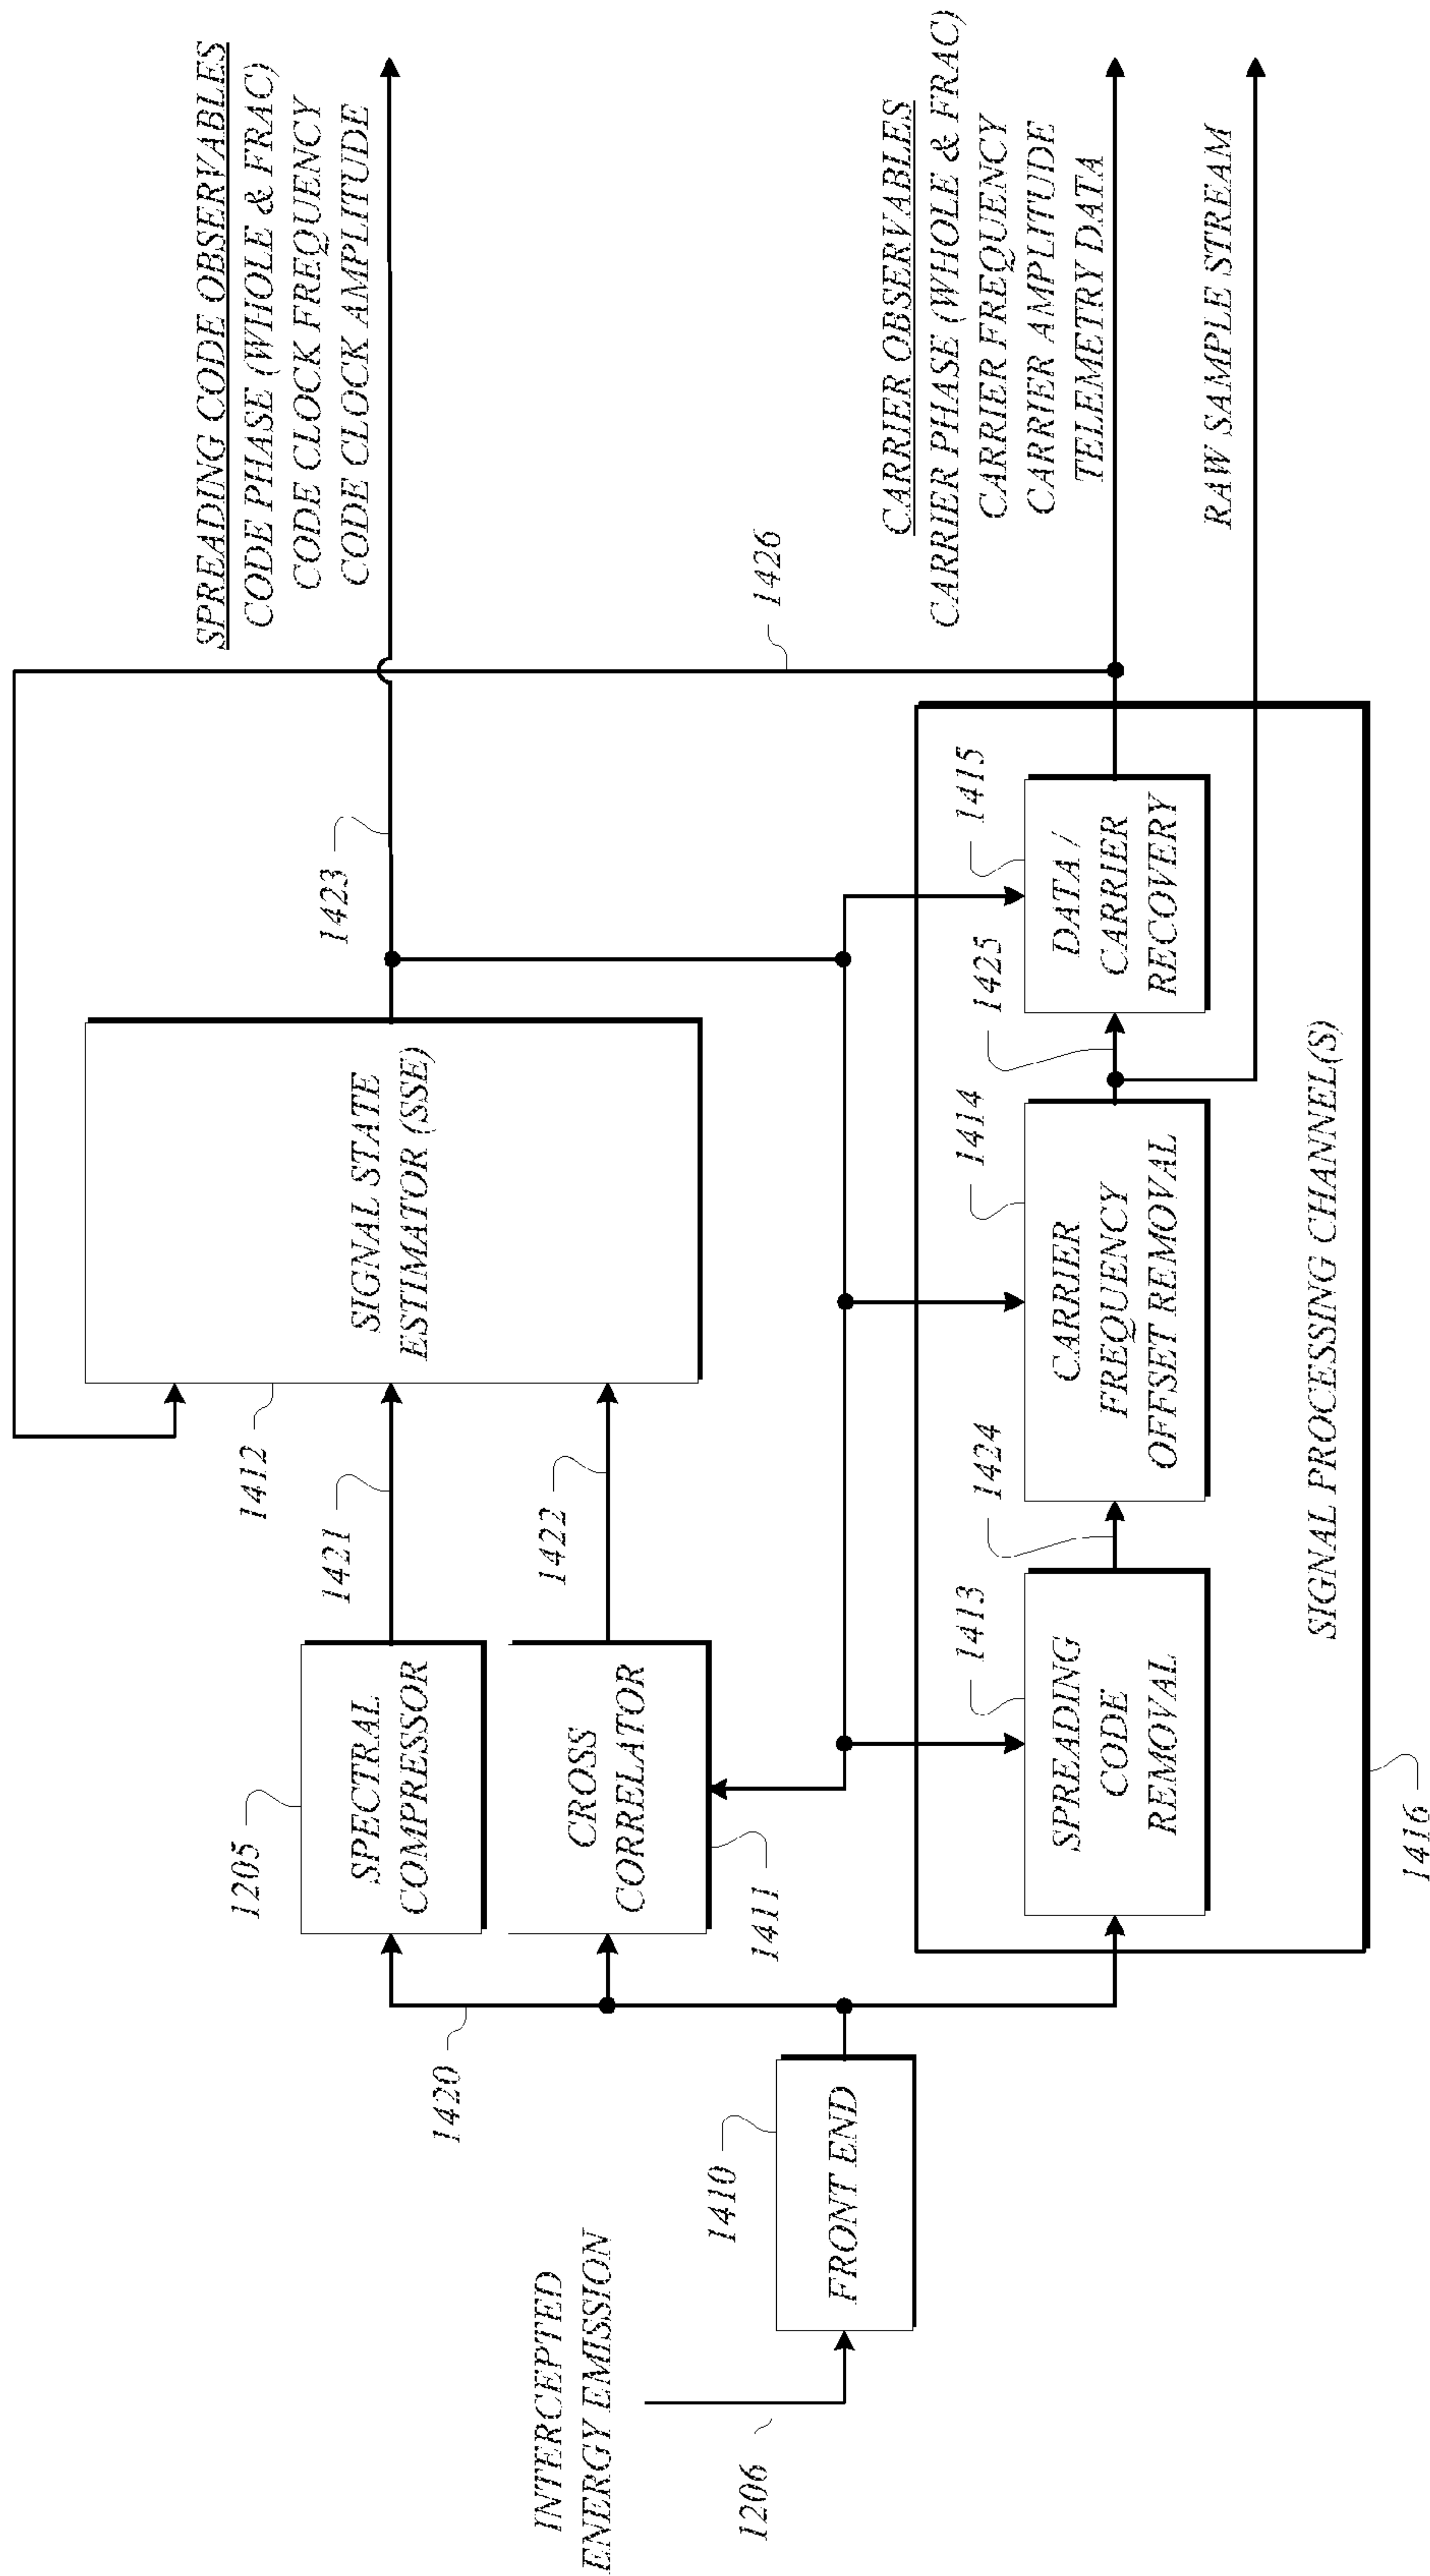 INTERCEPTED
ENERGY EMISSION
1206
1410
FRONT END
1420
1205
SPECTRAL
COMPRESSOR
1421
CROSS
CORRELATOR
1411
1422
1412
SIGNAL STATE
ESTIMATOR (SSE)
1423
SPREADING CODE OBSERVABLES
CODE PHASE (WHOLE & FRAC)
CODE CLOCK FREQUENCY
CODE CLOCK AMPLITUDE
1426
1413
SPREADING
CODE
REMOVAL
1424
1414
CARRIER
FREQUENCY
OFFSET REMOVAL
1425
1415
DATA /
CARRIER
RECOVERY
CARRIER OBSERVABLES
CARRIER PHASE (WHOLE & FRAC)
CARRIER FREQUENCY
CARRIER AMPLITUDE
TELEMETRY DATA
RAW SAMPLE STREAM
SIGNAL PROCESSING CHANNEL(S)
1416